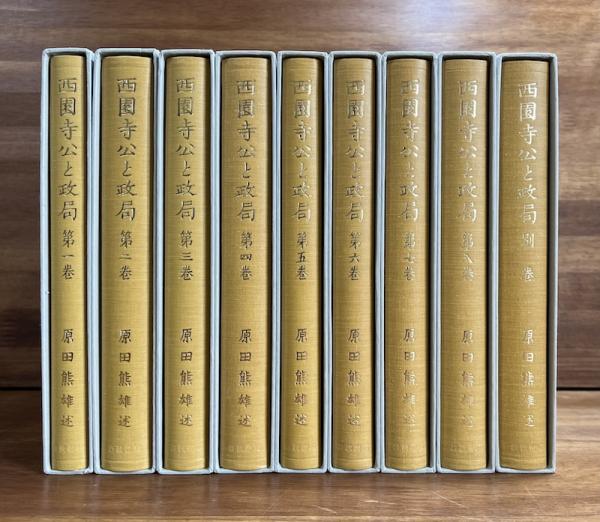 西園寺公と政局 第一巻 原田熊雄述
西園寺公と政局 第二巻 原田熊雄述
西園寺公と政局 第三巻 原田熊雄述
西園寺公と政局 第四巻 原田熊雄述
西園寺公と政局 第五巻 原田熊雄述
西園寺公と政局 第六巻 原田熊雄述
西園寺公と政局 第七巻 原田熊雄述
西園寺公と政局 第八巻 原田熊雄述
西園寺公と政局 別巻 原田熊雄述